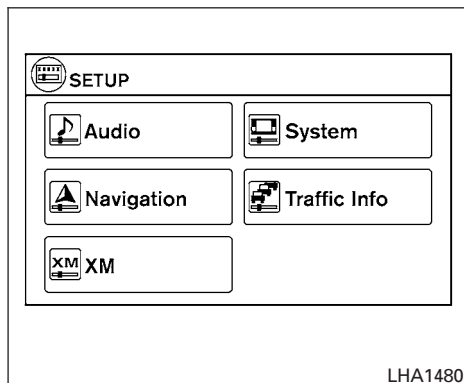 SETUP
Audio
System
Navigation
Traffic Info
XM XM
LHA1480